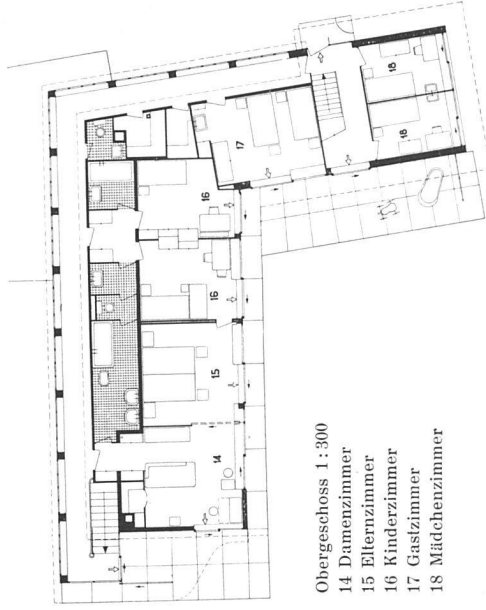 14
15
16
16
17
18
18
Obergeschoss 1:300
14 Damenzimmer
15 Elternzimmer
16 Kinderzimmer
17 Gastzimmer
18 Mädchenzimmer